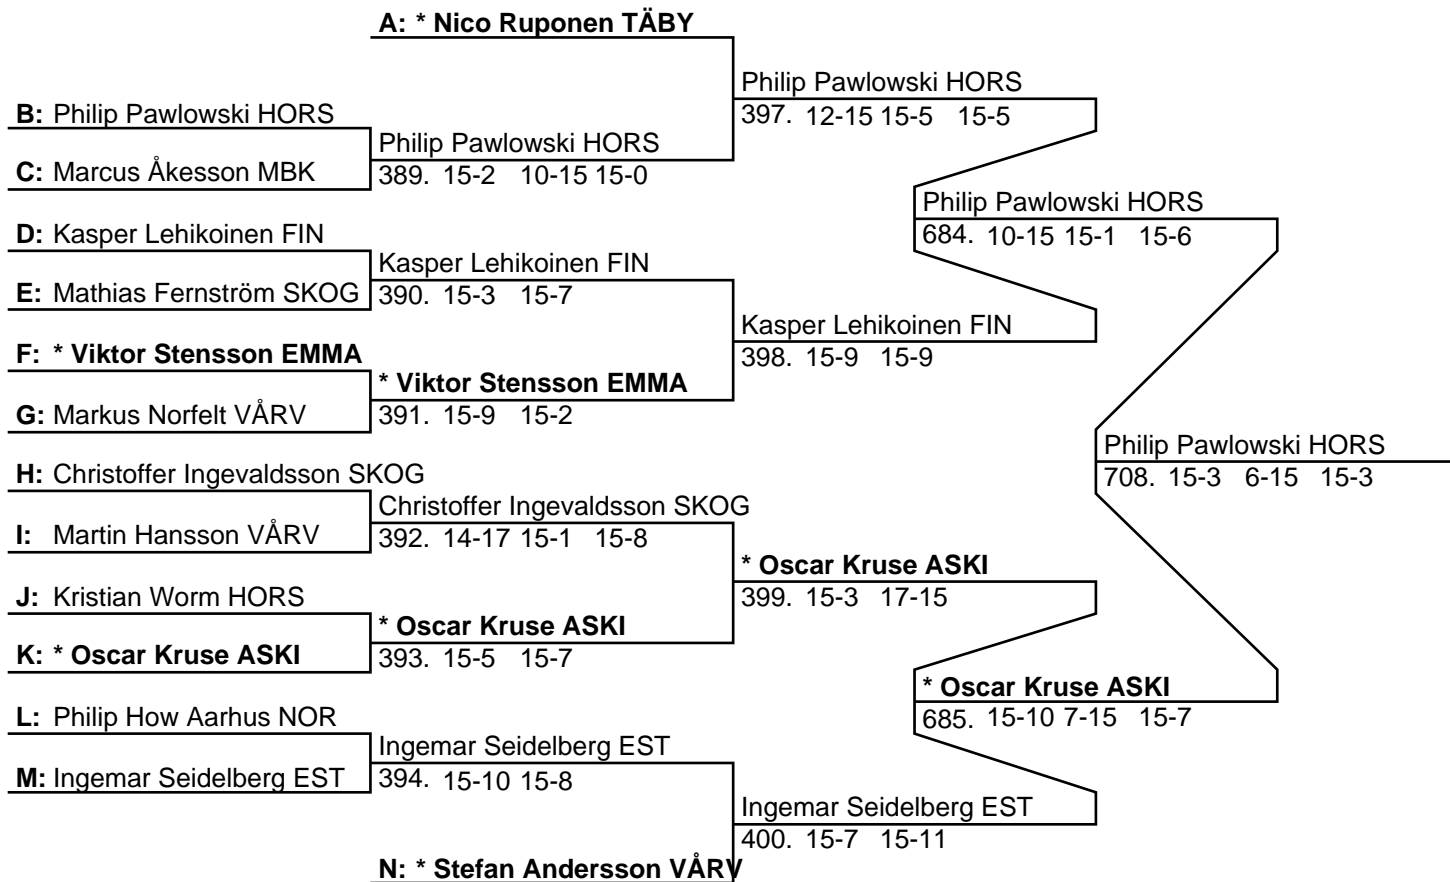 A: * Nico Ruponen TÄBY
Philip Pawlowski HORS
397. 12-15 15-5 15-5
B: Philip Pawlowski HORS
Philip Pawlowski HORS
389. 15-2 10-15 15-0
C: Marcus Åkesson MBK
Philip Pawlowski HORS
684. 10-15 15-1 15-6
D: Kasper Lehikoinen FIN
Kasper Lehikoinen FIN
390. 15-3 15-7
E: Mathias Fernström SKOG
Kasper Lehikoinen FIN
398. 15-9 15-9
F: * Viktor Stensson EMMA
* Viktor Stensson EMMA
391. 15-9 15-2
G: Markus Norfelt VÅRV
Philip Pawlowski HORS
708. 15-3 6-15 15-3
H: Christoffer Ingevaldsson SKOG
Christoffer Ingevaldsson SKOG
392. 14-17 15-1 15-8
I: Martin Hansson VÅRV
* Oscar Kruse ASKI
399. 15-3 17-15
J: Kristian Worm HORS
* Oscar Kruse ASKI
393. 15-5 15-7
K: * Oscar Kruse ASKI
* Oscar Kruse ASKI
685. 15-10 7-15 15-7
L: Philip How Aarhus NOR
Ingemar Seidelberg EST
394. 15-10 15-8
M: Ingemar Seidelberg EST
Ingemar Seidelberg EST
400. 15-7 15-11
N: * Stefan Andersson VÅRV